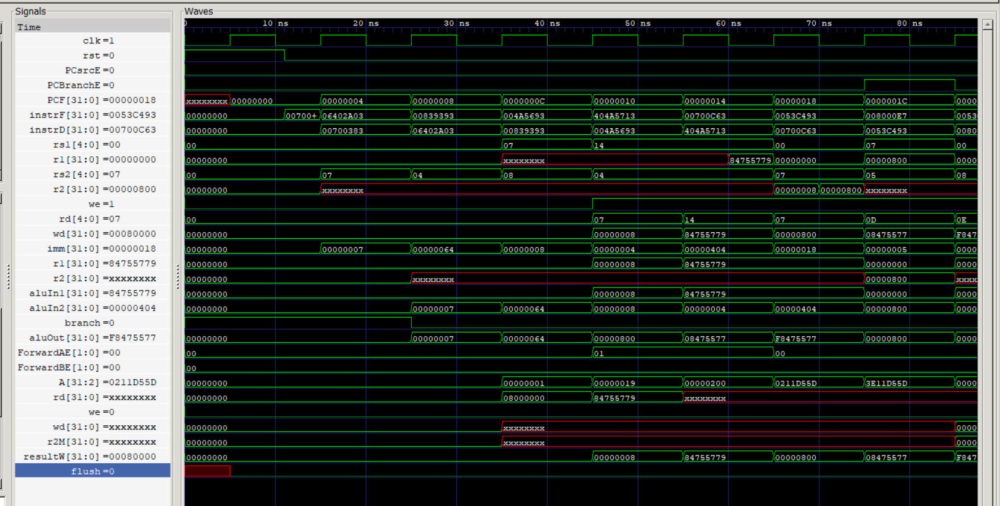 Signals
Waves
Time
0 10 ns 20 ns 30 ns 40 ns 50 ns 60 ns 70 ns 80 ns
clk=1
rst=0
PCsrcE=0
PCBranchE=0
PCF[31:0]=00000018 xxxxxxxx 00000000 00000004 00000008 0000000C 00000010 00000014 00000018 0000001C 0000
instrF[31:0]=0053C493 00000000 00700+ 06402A03 00839393 004A5693 404A5713 00700C63 0053C493 008000E7 0053
instrD[31:0]=00700C63 00000000 00700383 06402A03 00839393 004A5693 404A5713 00700C63 0053C493 0080
rs1[4:0]=00 00 07 14 00 07 00
r1[31:0]=00000000 00000000 xxxxxxxx 84755779 00000000 00000800 0000
rs2[4:0]=07 00 07 04 08 04 07 05 08
r2[31:0]=00000800 00000000 xxxxxxxx 00000008 00000800 xxxxxxxx
we=1
rd[4:0]=07 00 07 14 07 0D 0E
wd[31:0]=00080000 00000000 00000008 84755779 00000800 08475577 F847
imm[31:0]=00000018 00000000 00000007 00000064 00000008 00000004 00000404 00000018 00000005 0000
r1[31:0]=84755779 00000000 00000008 84755779 00000000 0000
r2[31:0]=xxxxxxxx 00000000 xxxxxxxx 00000800 xxxx
aluIn1[31:0]=84755779 00000000 00000008 84755779 00000000 0000
aluIn2[31:0]=00000404 00000000 00000007 00000064 00000008 00000004 00000404 00000800 0000
branch=0
aluOut[31:0]=F8475577 00000000 00000007 00000064 00000800 08475577 F8475577 00000800 0000
ForwardAE[1:0]=00 00 01 00
ForwardBE[1:0]=00 00
A[31:2]=0211D55D 00000000 00000001 00000019 00000200 0211D55D 3E11D55D 0000
rd[31:0]=xxxxxxxx 00000000 08000000 84755779 xxxxxxxx
we=0
wd[31:0]=xxxxxxxx 00000000 xxxxxxxx 0000
r2M[31:0]=xxxxxxxx 00000000 xxxxxxxx 0000
resultW[31:0]=00080000 00000000 00000008 84755779 00000800 08475577 F847
flush=0